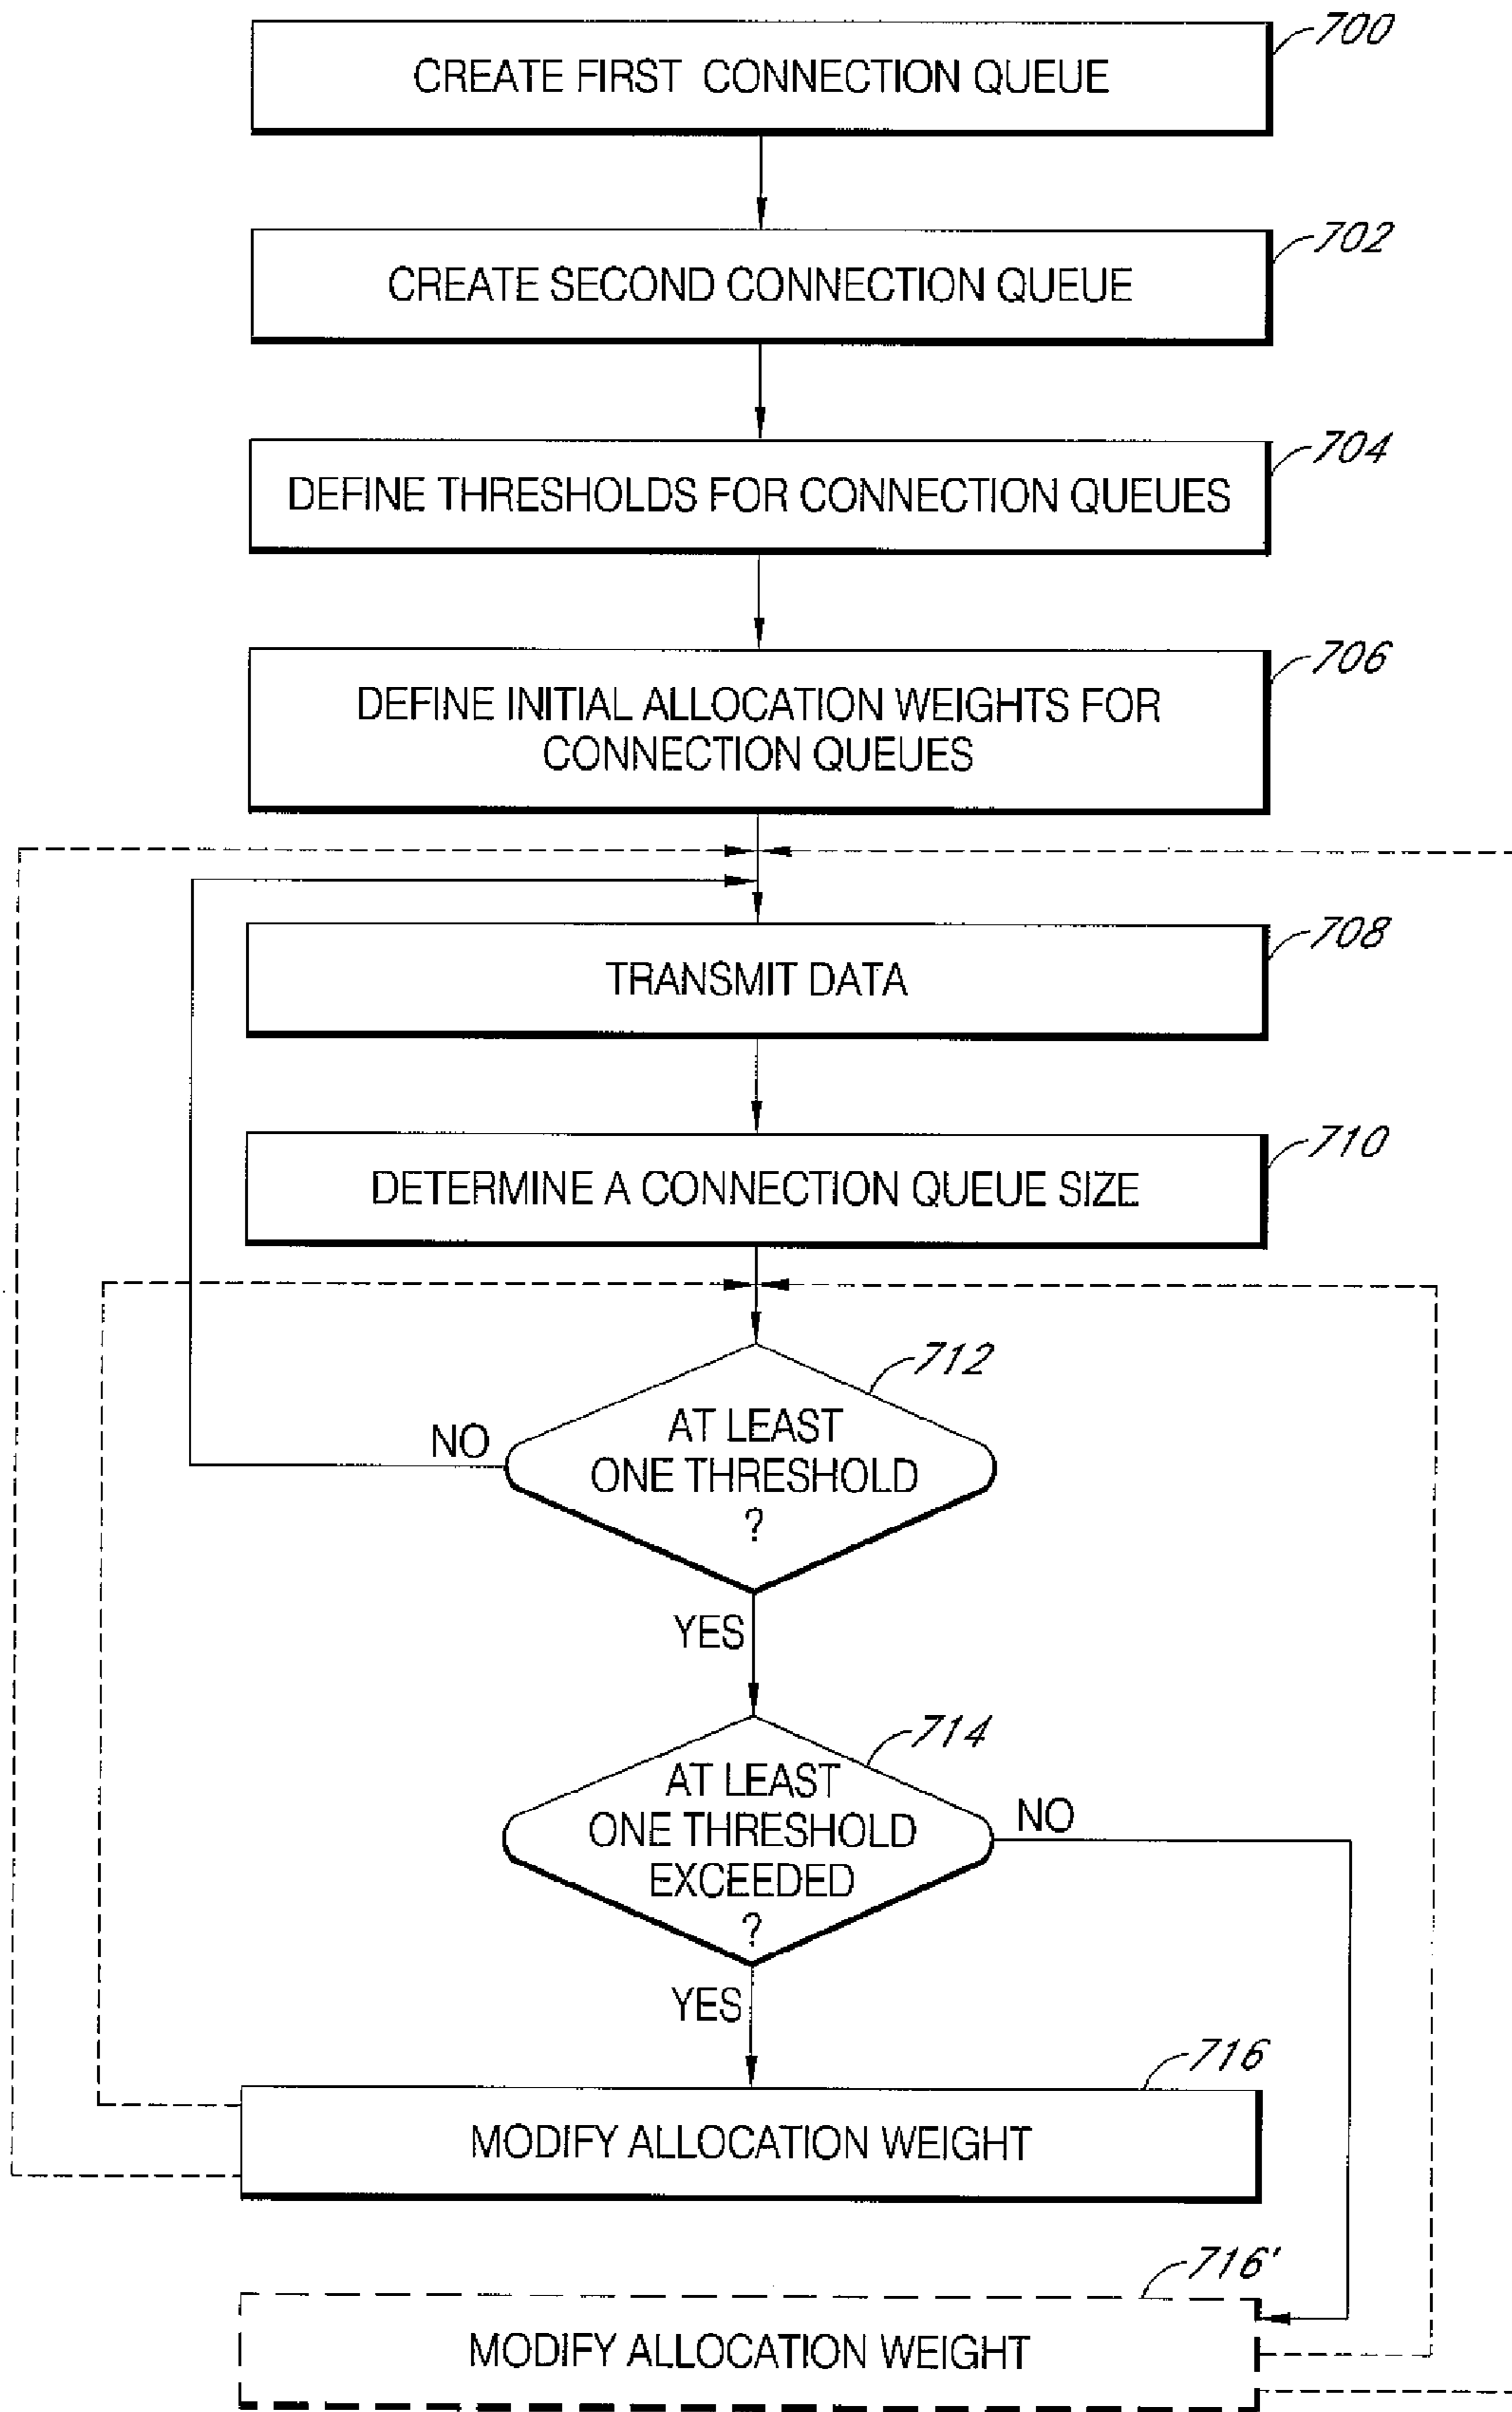 700
CREATE FIRST CONNECTION QUEUE
702
CREATE SECOND CONNECTION QUEUE
704
DEFINE THRESHOLDS FOR CONNECTION QUEUES
706
DEFINE INITIAL ALLOCATION WEIGHTS FOR
CONNECTION QUEUES
708
TRANSMIT DATA
710
DETERMINE A CONNECTION QUEUE SIZE
712
AT LEAST
ONE THRESHOLD
?
NO
YES
714
AT LEAST
ONE THRESHOLD
EXCEEDED
?
NO
YES
716
MODIFY ALLOCATION WEIGHT
716'
MODIFY ALLOCATION WEIGHT